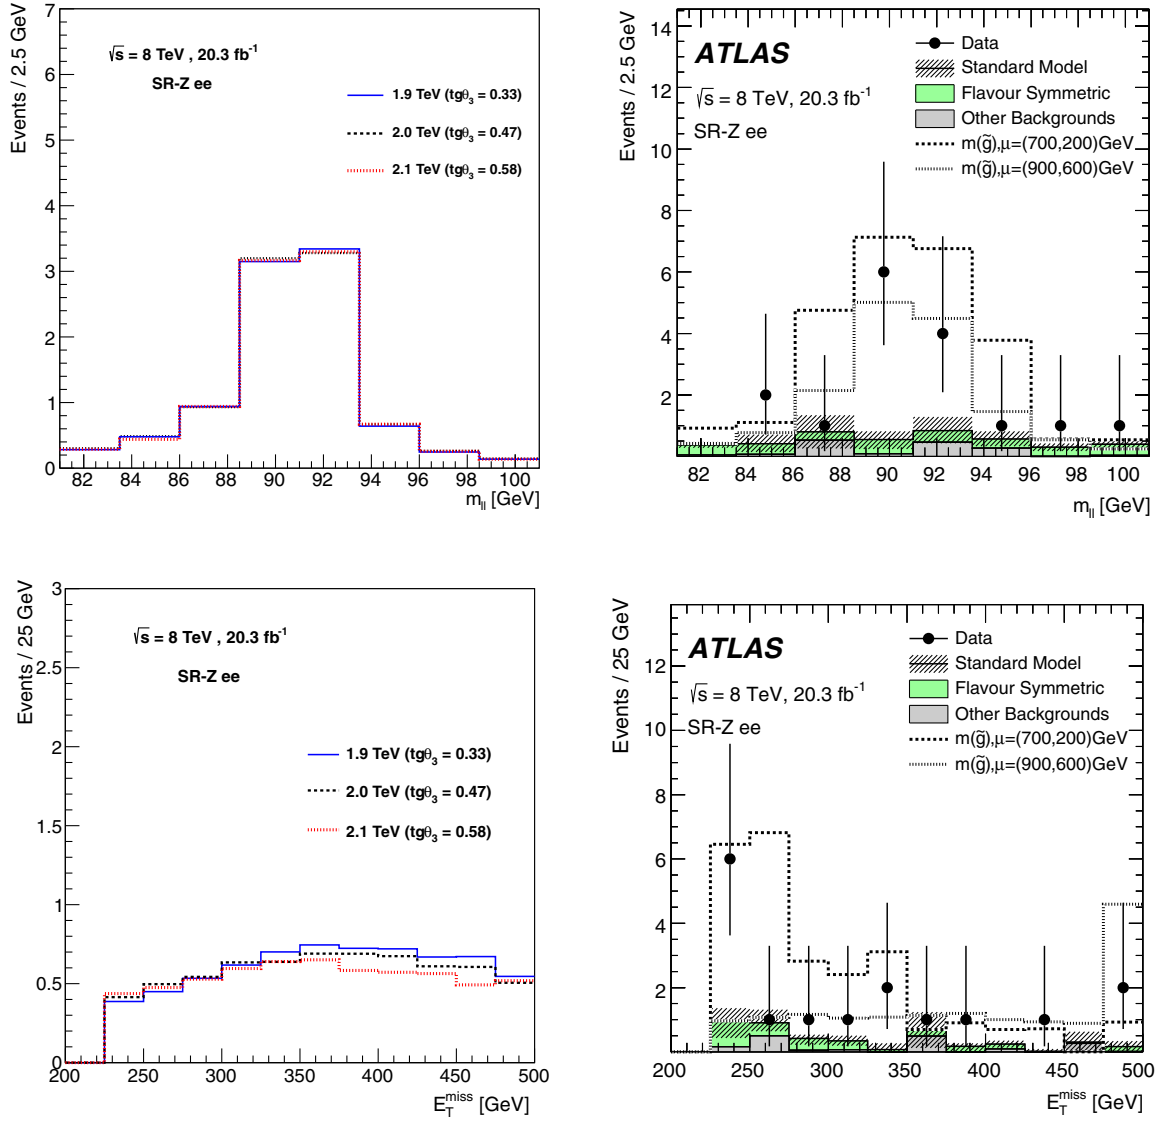 Events / 2.5 GeV
7
6
5
4
3
2
1
0
√s = 8 TeV , 20.3 fb⁻¹
SR-Z ee
1.9 TeV (tgθ₃ = 0.33)
2.0 TeV (tgθ₃ = 0.47)
2.1 TeV (tgθ₃ = 0.58)
82 84 86 88 90 92 94 96 98 100
m_ll [GeV]
Events / 2.5 GeV
14
12
10
8
6
4
2
ATLAS
√s = 8 TeV, 20.3 fb⁻¹
SR-Z ee
Data
Standard Model
Flavour Symmetric
Other Backgrounds
m(g̃),μ=(700,200)GeV
m(g̃),μ=(900,600)GeV
82 84 86 88 90 92 94 96 98 100
m_ll [GeV]
Events / 25 GeV
3
2.5
2
1.5
1
0.5
0
√s = 8 TeV , 20.3 fb⁻¹
SR-Z ee
1.9 TeV (tgθ₃ = 0.33)
2.0 TeV (tgθ₃ = 0.47)
2.1 TeV (tgθ₃ = 0.58)
200 250 300 350 400 450 500
E_T^miss [GeV]
Events / 25 GeV
12
10
8
6
4
2
ATLAS
√s = 8 TeV, 20.3 fb⁻¹
SR-Z ee
Data
Standard Model
Flavour Symmetric
Other Backgrounds
m(g̃),μ=(700,200)GeV
m(g̃),μ=(900,600)GeV
200 250 300 350 400 450 500
E_T^miss [GeV]